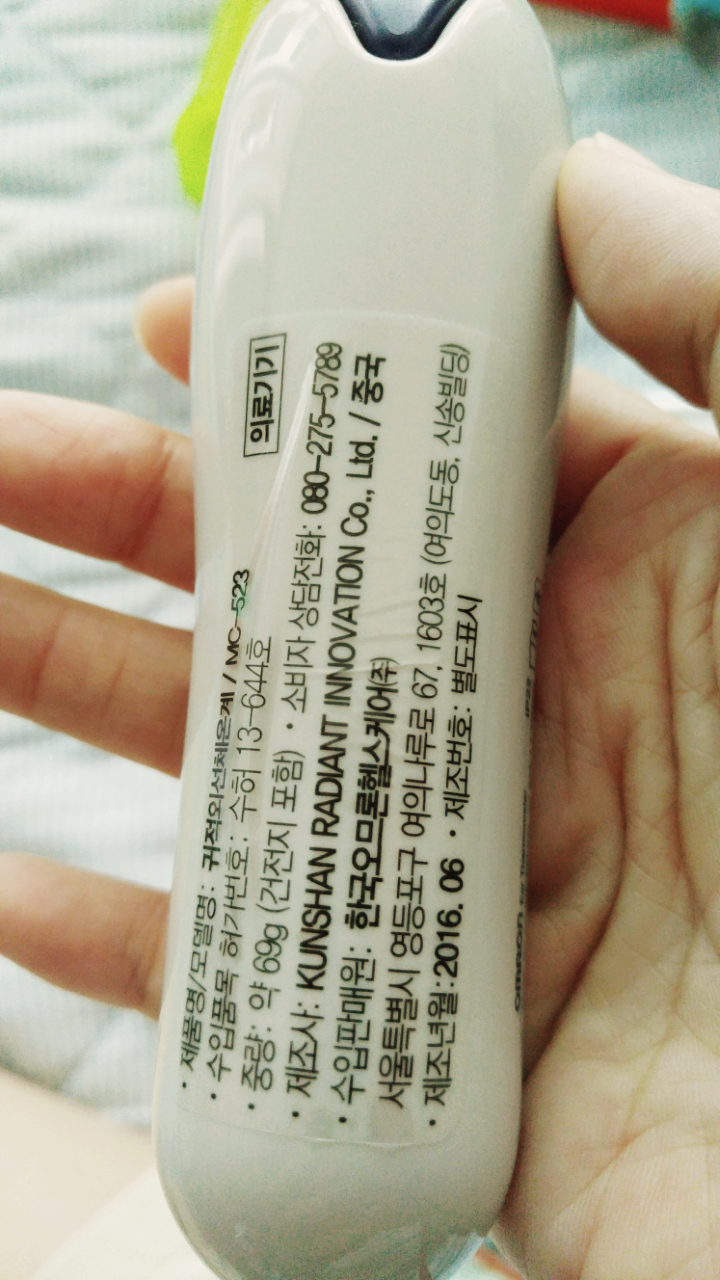 의료기기
· 제품명/모델명: 귀적외선체온계 / MC-523
· 수입품목 허가번호: 수허 13-644호
· 중량: 약 69g (건전지 포함) · 소비자 상담전화: 080-275-5789
· 제조사: KUNSHAN RADIANT INNOVATION Co., Ltd. / 중국
· 수입판매원: 한국오므론헬스케어(주)
서울특별시 영등포구 여의나루로 67, 1603호 (여의도동, 신송빌딩)
· 제조년월:2016. 06 · 제조번호: 별도표시
OMRON